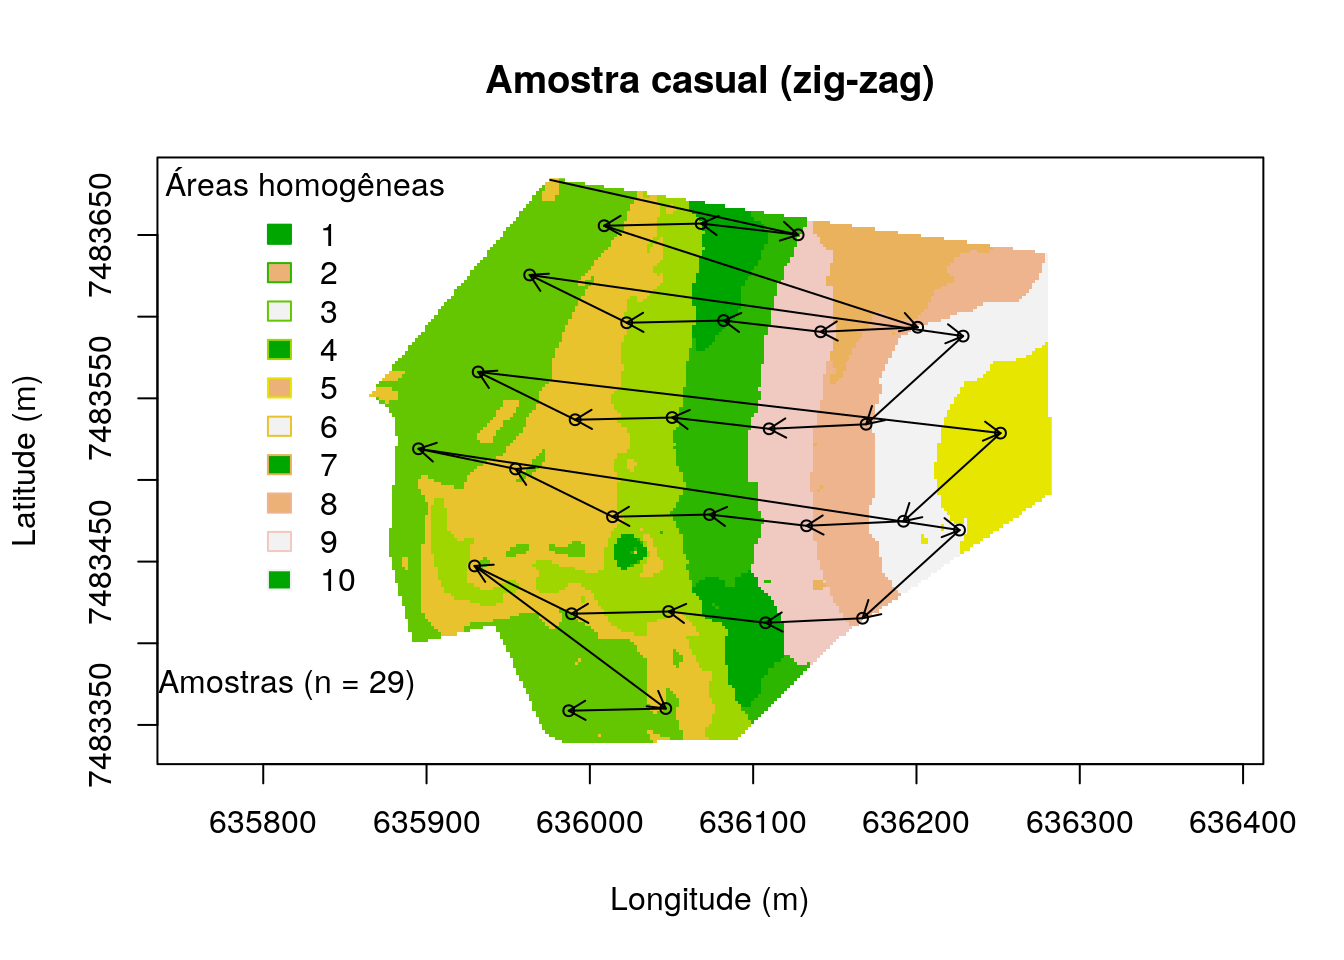 Amostra casual (zig-zag)
Áreas homogêneas
1
2
3
4
5
6
7
8
9
10
Amostras (n = 29)
Latitude (m)
7483650
7483550
7483450
7483350
635800 635900 636000 636100 636200 636300 636400
Longitude (m)